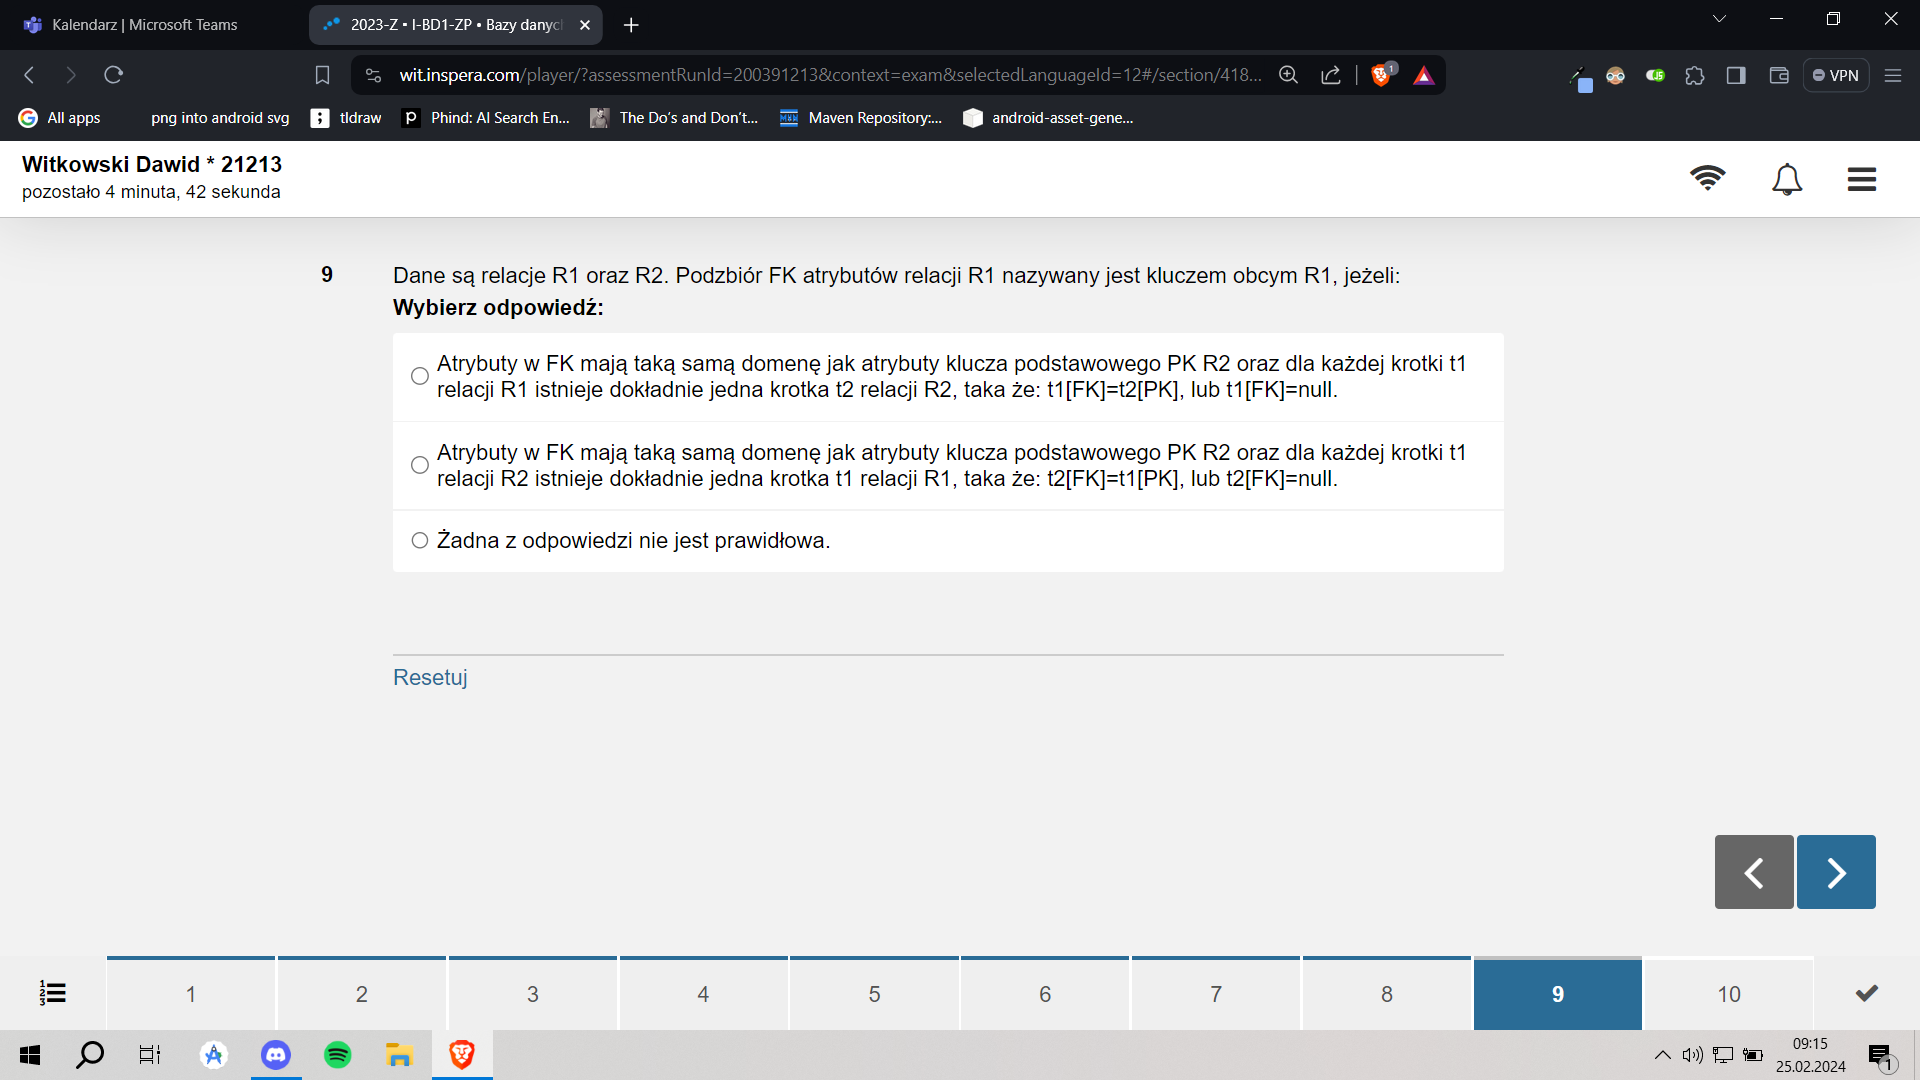 Kalendarz | Microsoft Teams
2023-Z • I-BD1-ZP • Bazy danych
wit.inspera.com/player/?assessmentRunId=200391213&context=exam&selectedLanguageId=12#/section/418...
1
VPN
All apps
png into android svg
tldraw
Phind: AI Search En...
The Do's and Don't...
Maven Repository:...
android-asset-gene...
Witkowski Dawid * 21213
pozostało 4 minuta, 42 sekunda
9
Dane są relacje R1 oraz R2. Podzbiór FK atrybutów relacji R1 nazywany jest kluczem obcym R1, jeżeli:
Wybierz odpowiedź:
Atrybuty w FK mają taką samą domenę jak atrybuty klucza podstawowego PK R2 oraz dla każdej krotki t1
relacji R1 istnieje dokładnie jedna krotka t2 relacji R2, taka że: t1[FK]=t2[PK], lub t1[FK]=null.
Atrybuty w FK mają taką samą domenę jak atrybuty klucza podstawowego PK R2 oraz dla każdej krotki t1
relacji R2 istnieje dokładnie jedna krotka t1 relacji R1, taka że: t2[FK]=t1[PK], lub t2[FK]=null.
Żadna z odpowiedzi nie jest prawidłowa.
Resetuj
1 2 3 4 5 6 7 8 9 10
09:15
25.02.2024
1